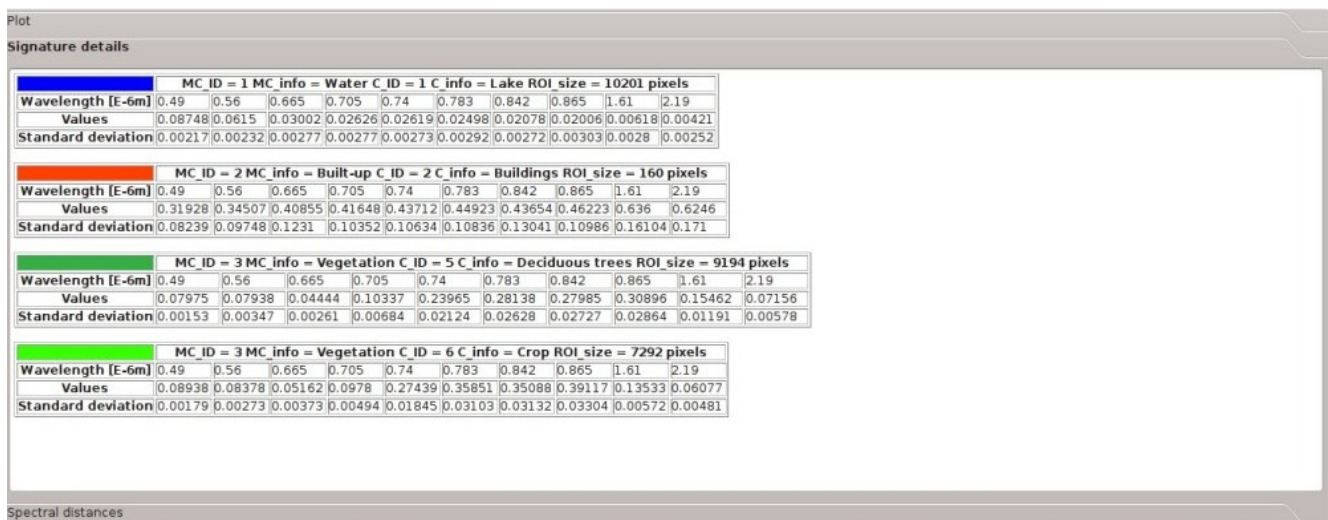 Plot
Signature details
MC_ID = 1 MC_info = Water C_ID = 1 C_info = Lake ROI_size = 10201 pixels
Wavelength [E-6m] 0.49 0.56 0.665 0.705 0.74 0.783 0.842 0.865 1.61 2.19
Values 0.08748 0.0615 0.03002 0.02626 0.02619 0.02498 0.02078 0.02006 0.00618 0.00421
Standard deviation 0.00217 0.00232 0.00277 0.00277 0.00273 0.00292 0.00272 0.00303 0.0028 0.00252
MC_ID = 2 MC_info = Built-up C_ID = 2 C_info = Buildings ROI_size = 160 pixels
Wavelength [E-6m] 0.49 0.56 0.665 0.705 0.74 0.783 0.842 0.865 1.61 2.19
Values 0.31928 0.34507 0.40855 0.41648 0.43712 0.44923 0.43654 0.46223 0.636 0.6246
Standard deviation 0.08239 0.09748 0.1231 0.10352 0.10634 0.10836 0.13041 0.10986 0.16104 0.171
MC_ID = 3 MC_info = Vegetation C_ID = 5 C_info = Deciduous trees ROI_size = 9194 pixels
Wavelength [E-6m] 0.49 0.56 0.665 0.705 0.74 0.783 0.842 0.865 1.61 2.19
Values 0.07975 0.07938 0.04444 0.10337 0.23965 0.28138 0.27985 0.30896 0.15462 0.07156
Standard deviation 0.00153 0.00347 0.00261 0.00684 0.02124 0.02628 0.02727 0.02864 0.01191 0.00578
MC_ID = 3 MC_info = Vegetation C_ID = 6 C_info = Crop ROI_size = 7292 pixels
Wavelength [E-6m] 0.49 0.56 0.665 0.705 0.74 0.783 0.842 0.865 1.61 2.19
Values 0.08938 0.08378 0.05162 0.0978 0.27439 0.35851 0.35088 0.39117 0.13533 0.06077
Standard deviation 0.00179 0.00273 0.00373 0.00494 0.01845 0.03103 0.03132 0.03304 0.00572 0.00481
Spectral distances